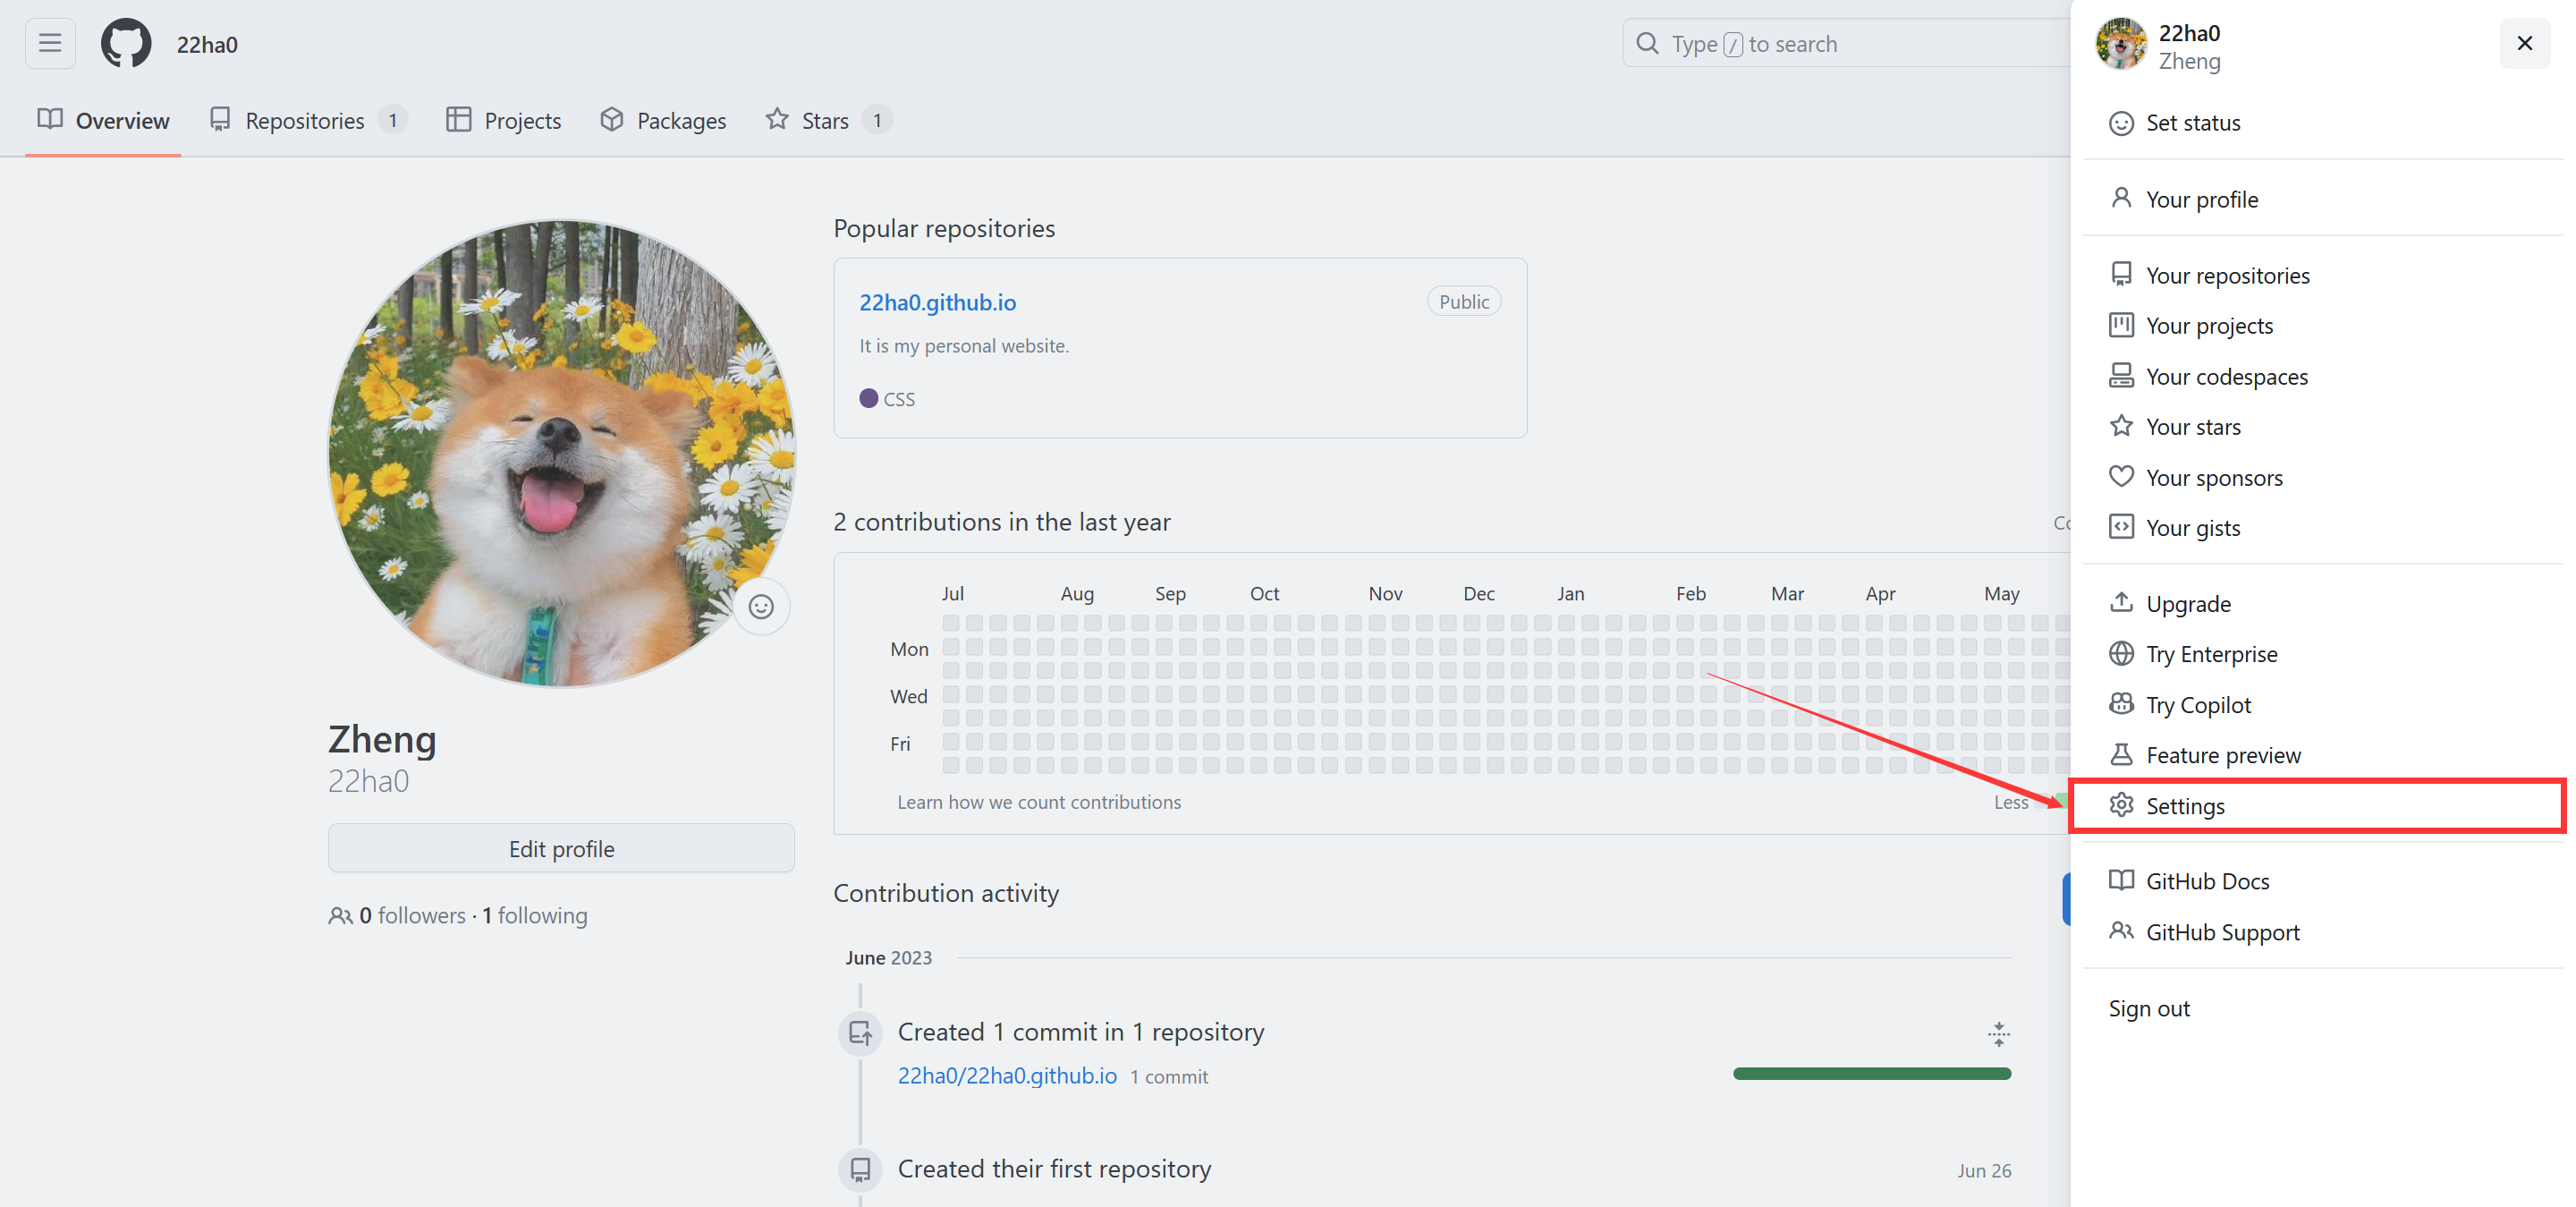 22ha0
Type / to search
Overview
Repositories 1
Projects
Packages
Stars 1
Zheng
22ha0
Edit profile
0 followers · 1 following
Popular repositories
22ha0.github.io
Public
It is my personal website.
CSS
2 contributions in the last year
Jul Aug Sep Oct Nov Dec Jan Feb Mar Apr May
Mon
Wed
Fri
Learn how we count contributions
Less
Contribution activity
June 2023
Created 1 commit in 1 repository
22ha0/22ha0.github.io 1 commit
Created their first repository
Jun 26
22ha0
Zheng
Set status
Your profile
Your repositories
Your projects
Your codespaces
Your stars
Your sponsors
Your gists
Upgrade
Try Enterprise
Try Copilot
Feature preview
Settings
GitHub Docs
GitHub Support
Sign out